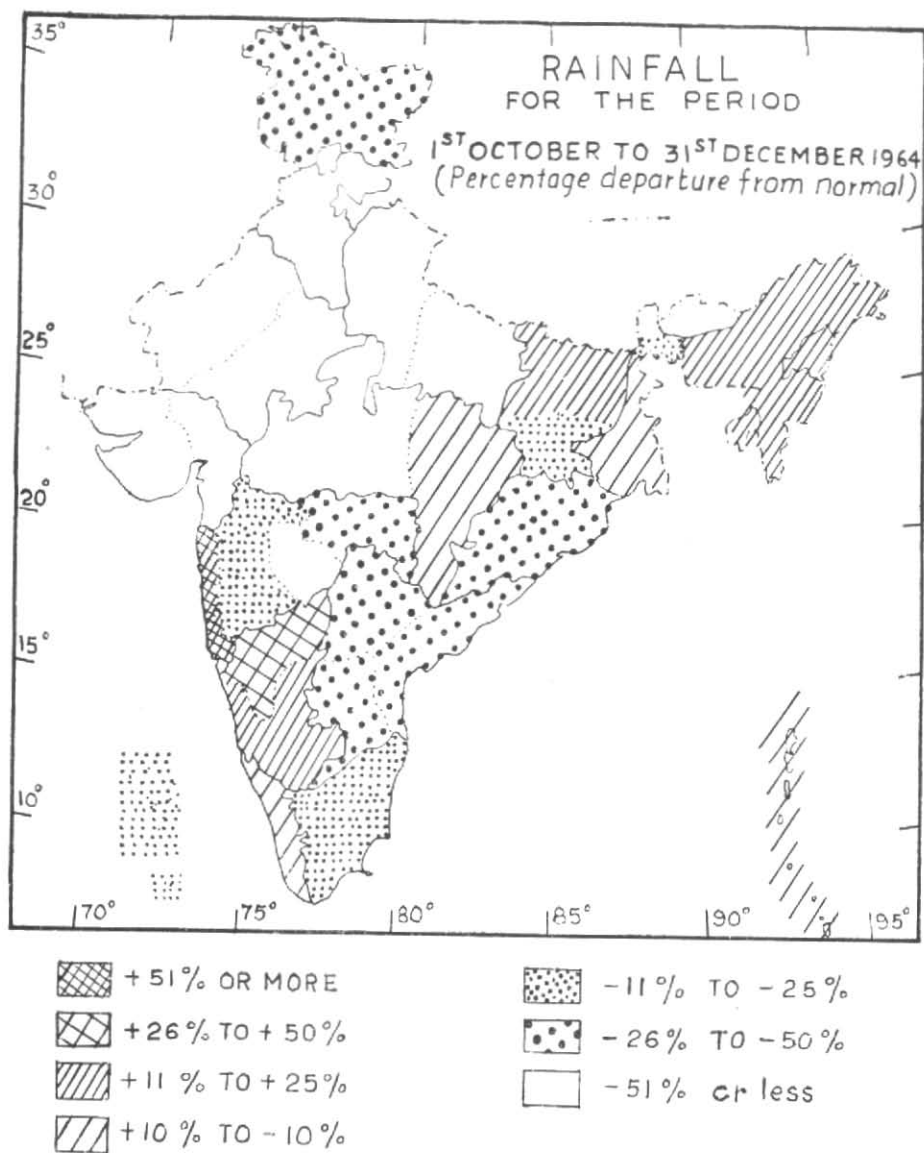 RAINFALL
FOR THE PERIOD
1ST OCTOBER TO 31ST DECEMBER 1964
(Percentage departure from normal)
35°
30°
25°
20°
15°
10°
70°
75°
80°
85°
90°
95°
+51% OR MORE
+26% TO +50%
+11% TO +25%
+10% TO -10%
-11% TO -25%
-26% TO -50%
-51% cr less